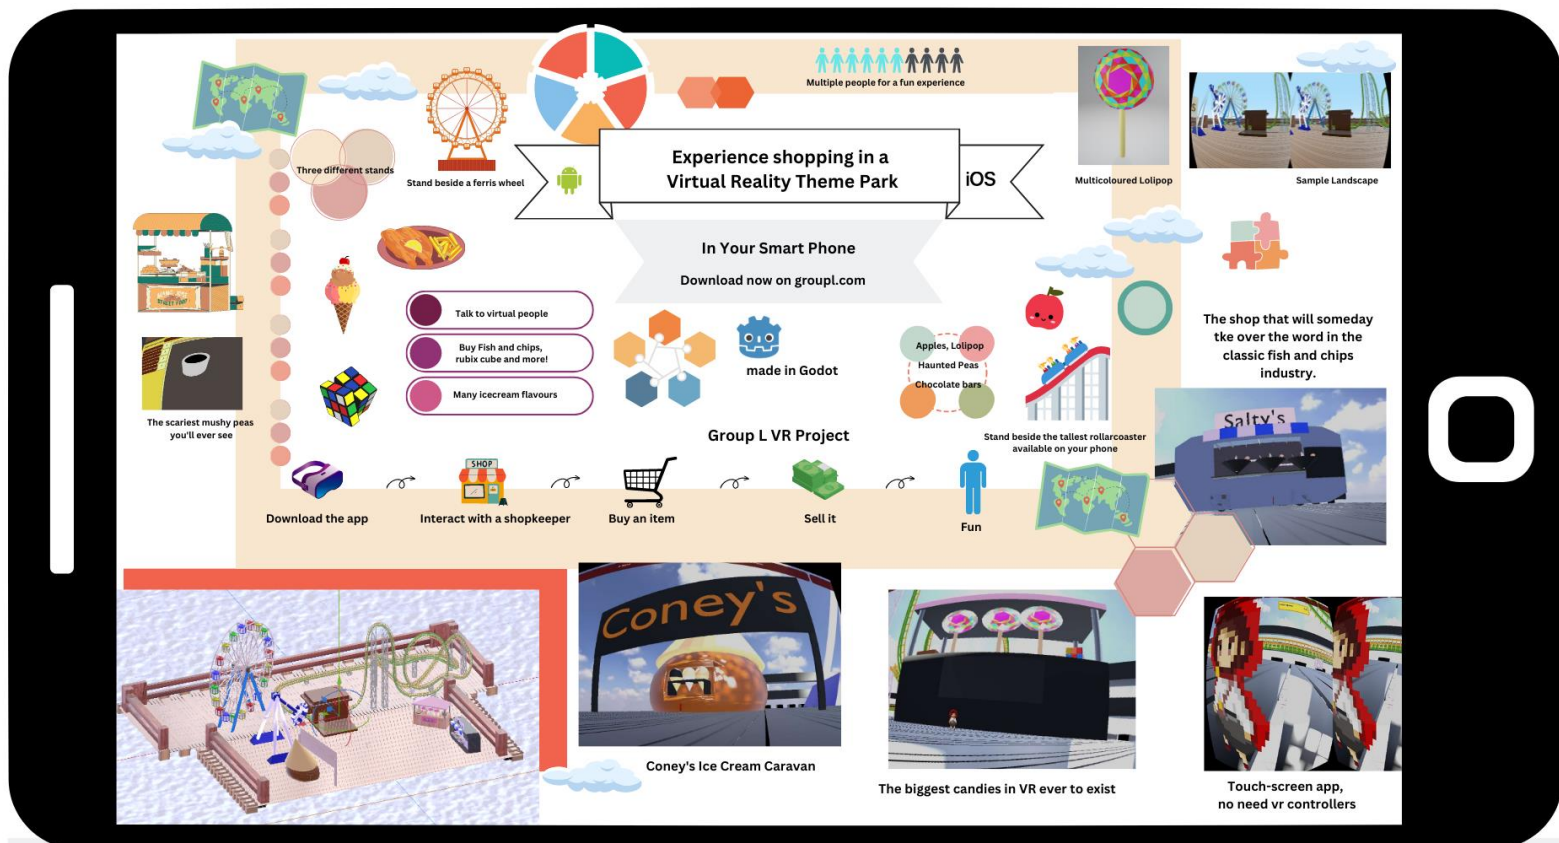 Multiple people for a fun experience
Three different stands
Stand beside a ferris wheel
Experience shopping in a
Virtual Reality Theme Park
iOS
Multicoloured Lolipop
Sample Landscape
In Your Smart Phone
Download now on groupl.com
Talk to virtual people
Buy Fish and chips,
rubix cube and more!
Many icecream flavours
made in Godot
Apples, Lolipop
Haunted Peas
Chocolate bars
The shop that will someday
tke over the word in the
classic fish and chips
industry.
The scariest mushy peas
you'll ever see
Group L VR Project
Stand beside the tallest rollarcoaster
available on your phone
Salty's
SHOP
Download the app
Interact with a shopkeeper
Buy an item
Sell it
Fun
Coney's
Coney's Ice Cream Caravan
The biggest candies in VR ever to exist
Touch-screen app,
no need vr controllers